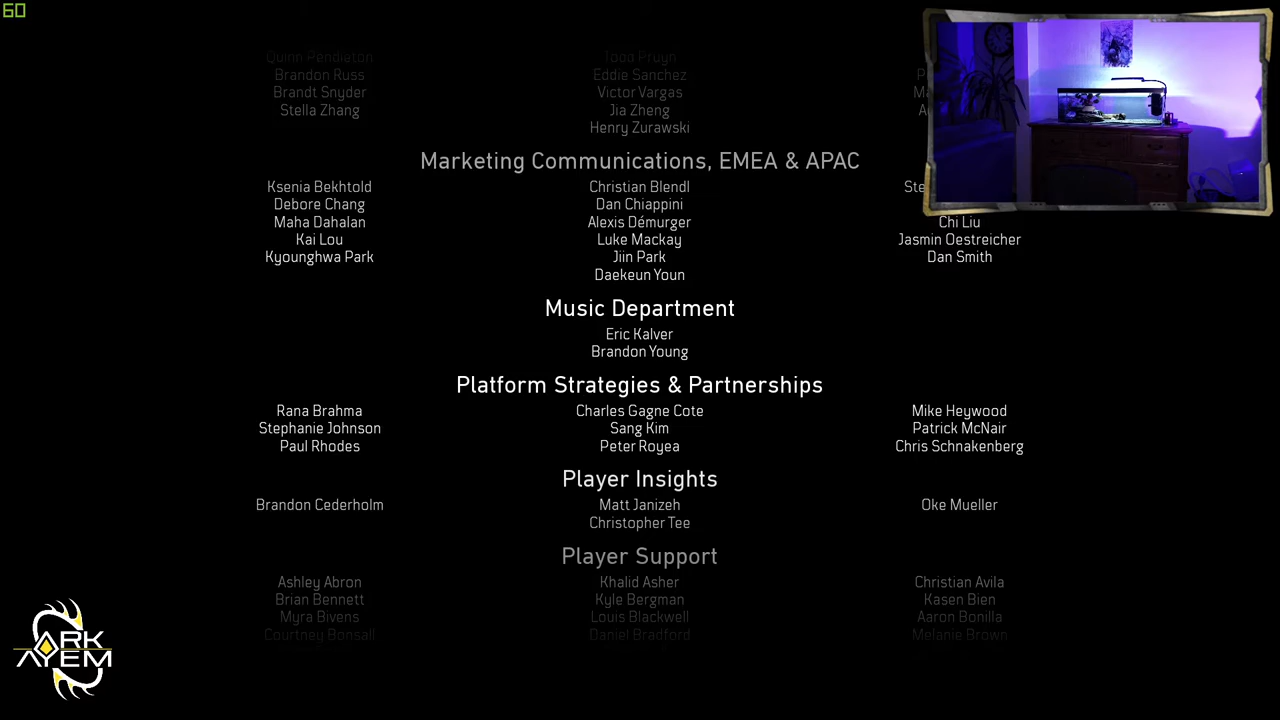 60
Quinn Pendleton Todd Pruyn
Brandon Russ Eddie Sanchez
Brandt Snyder Victor Vargas
Stella Zhang Jia Zheng
Henry Zurawski
Marketing Communications, EMEA & APAC
Ksenia Bekhtold Christian Blendl
Debore Chang Dan Chiappini
Maha Dahalan Alexis Démurger Chi Liu
Kai Lou Luke Mackay Jasmin Oestreicher
Kyounghwa Park Jiin Park Dan Smith
Daekeun Youn
Music Department
Eric Kalver
Brandon Young
Platform Strategies & Partnerships
Rana Brahma Charles Gagne Cote Mike Heywood
Stephanie Johnson Sang Kim Patrick McNair
Paul Rhodes Peter Royea Chris Schnakenberg
Player Insights
Brandon Cederholm Matt Janizeh Oke Mueller
Christopher Tee
Player Support
Ashley Abron Khalid Asher Christian Avila
Brian Bennett Kyle Bergman Kasen Bien
Myra Bivens Louis Blackwell Aaron Bonilla
Courtney Bonsall Daniel Bradford Melanie Brown
ARK
AYEM